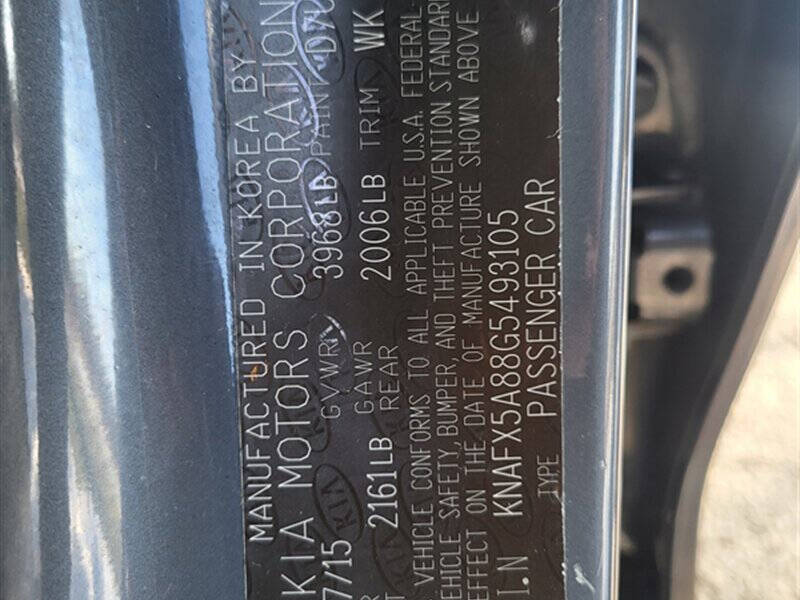 MANUFACTURED IN KOREA BY
KIA MOTORS CORPORATION
7/15 GVWR 3968LB PAINT
2161LB GAWR REAR 2006LB TRIM WK
VEHICLE CONFORMS TO ALL APPLICABLE U.S.A. FEDERAL
SAFETY, BUMPER, AND THEFT PREVENTION STANDAR
EFFECT ON THE DATE OF MANUFACTURE SHOWN ABOVE
I.N KNAFX5A88G5493105
TYPE PASSENGER CAR